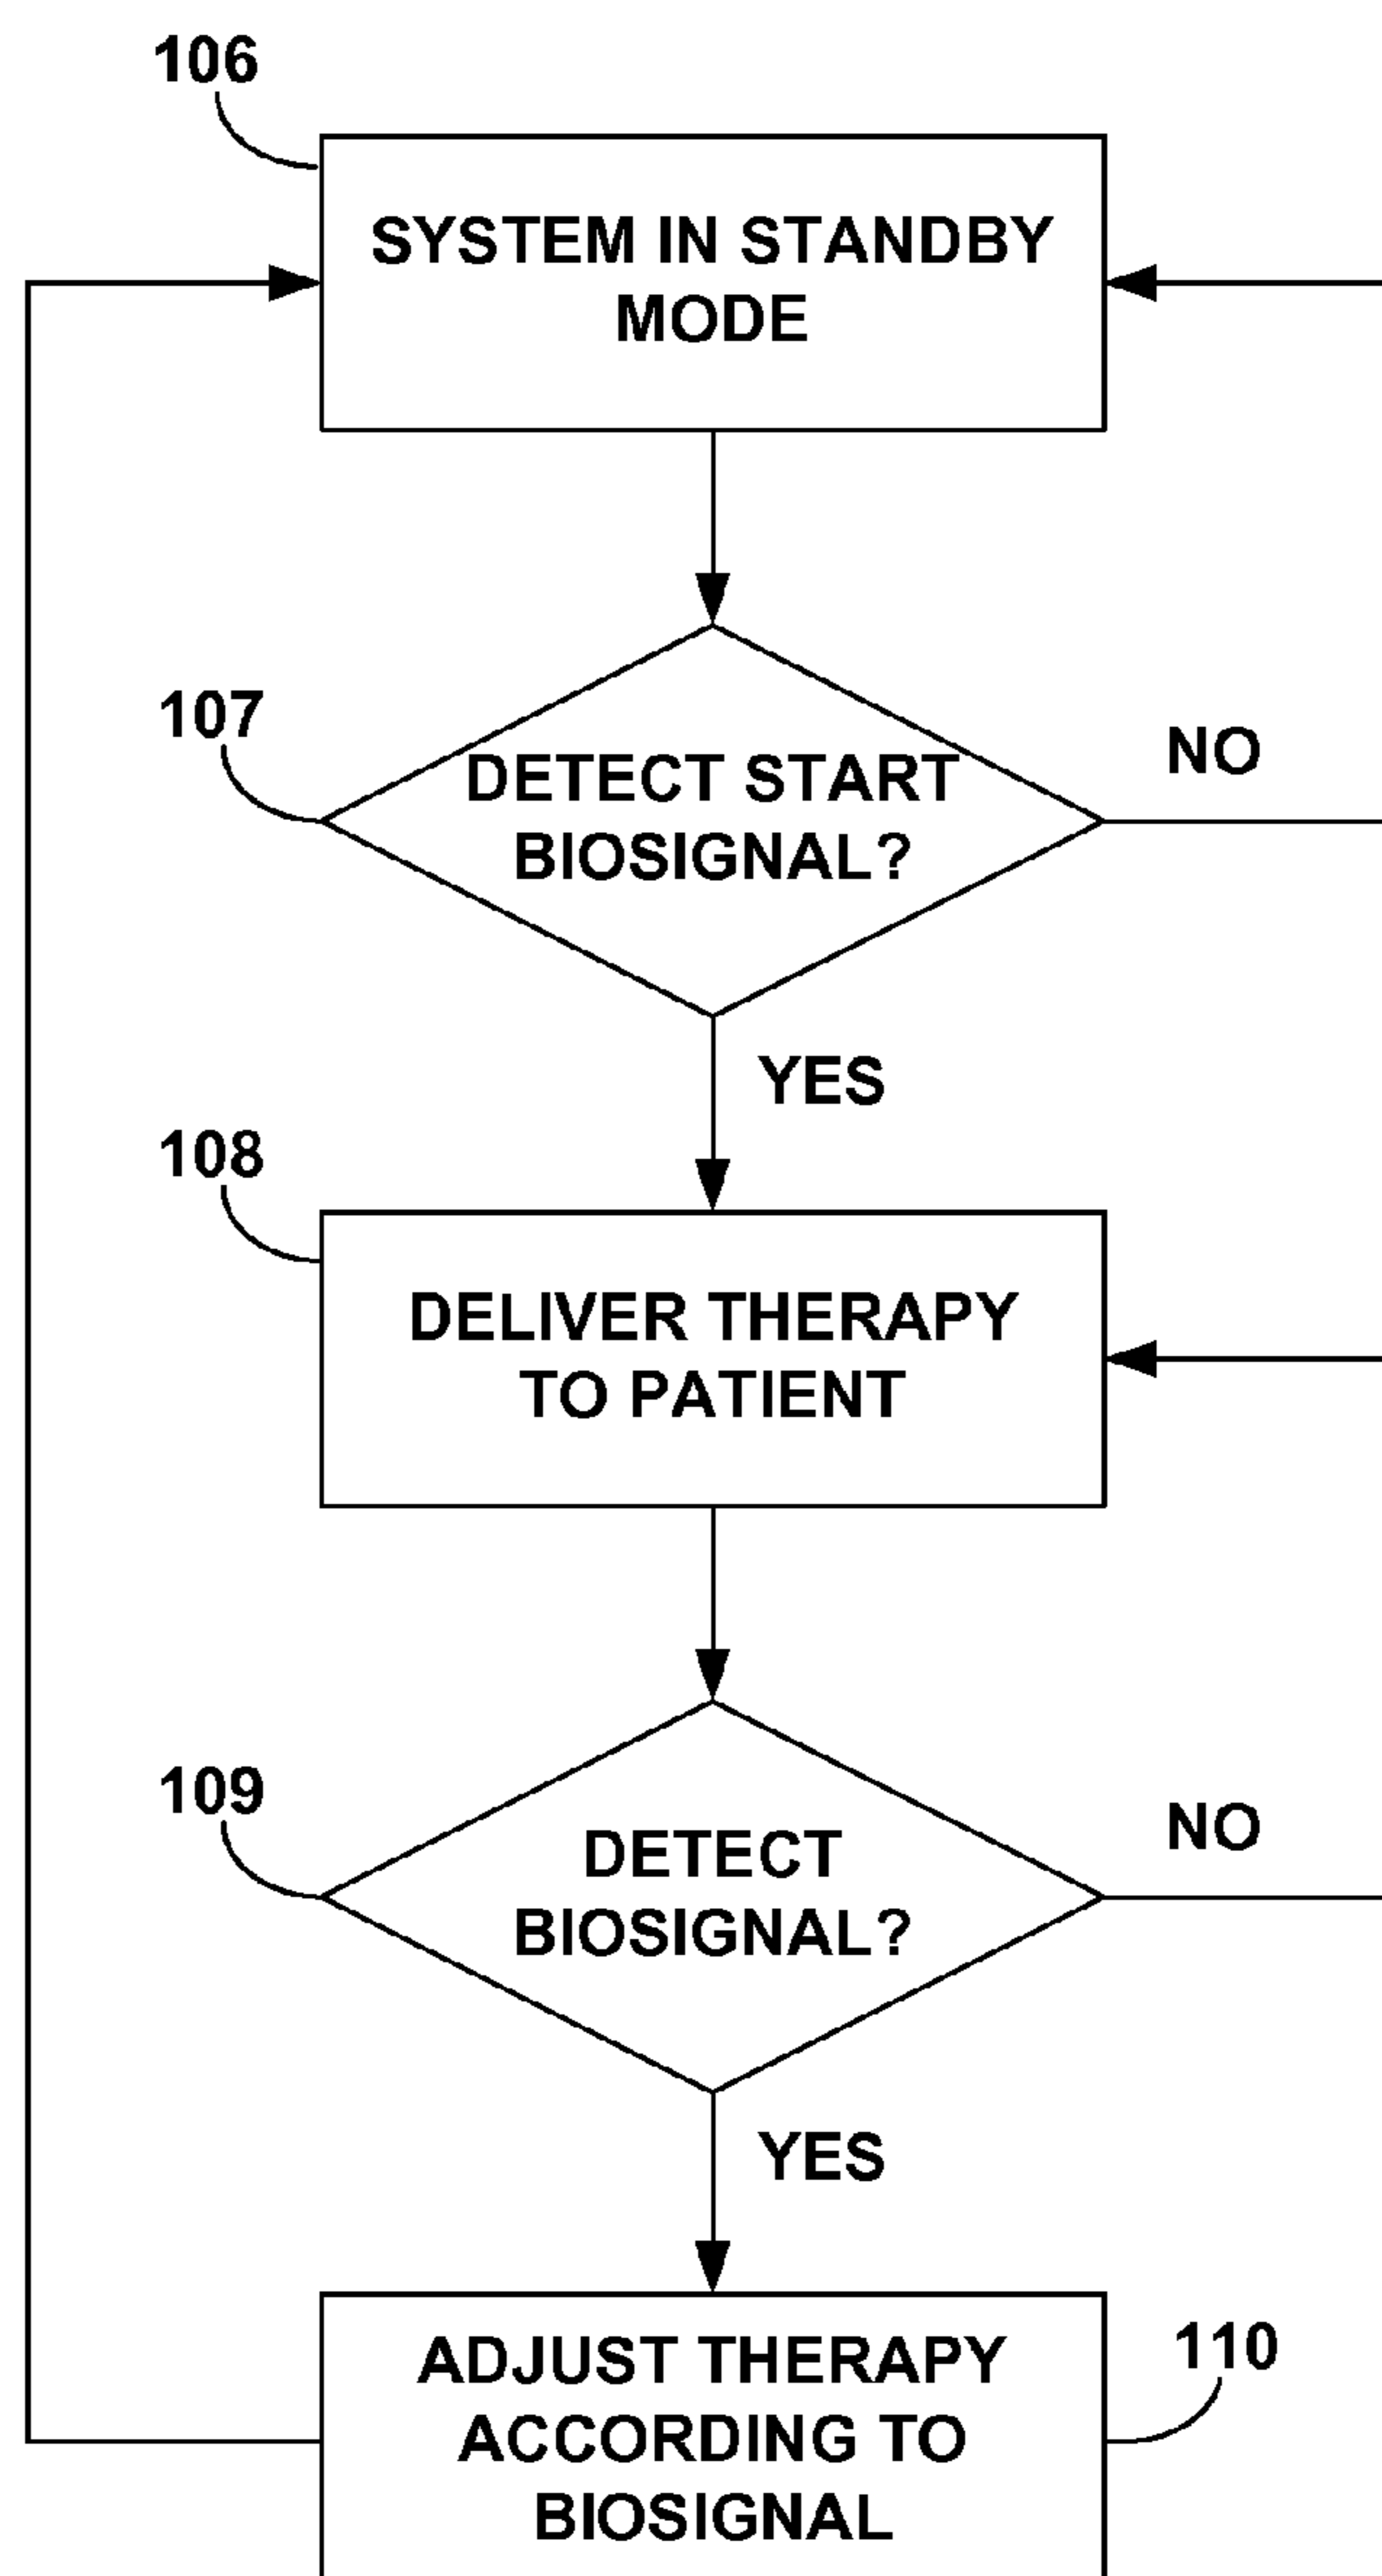 106
SYSTEM IN STANDBY
MODE
107
DETECT START
BIOSIGNAL?
NO
YES
108
DELIVER THERAPY
TO PATIENT
109
DETECT
BIOSIGNAL?
NO
YES
110
ADJUST THERAPY
ACCORDING TO
BIOSIGNAL